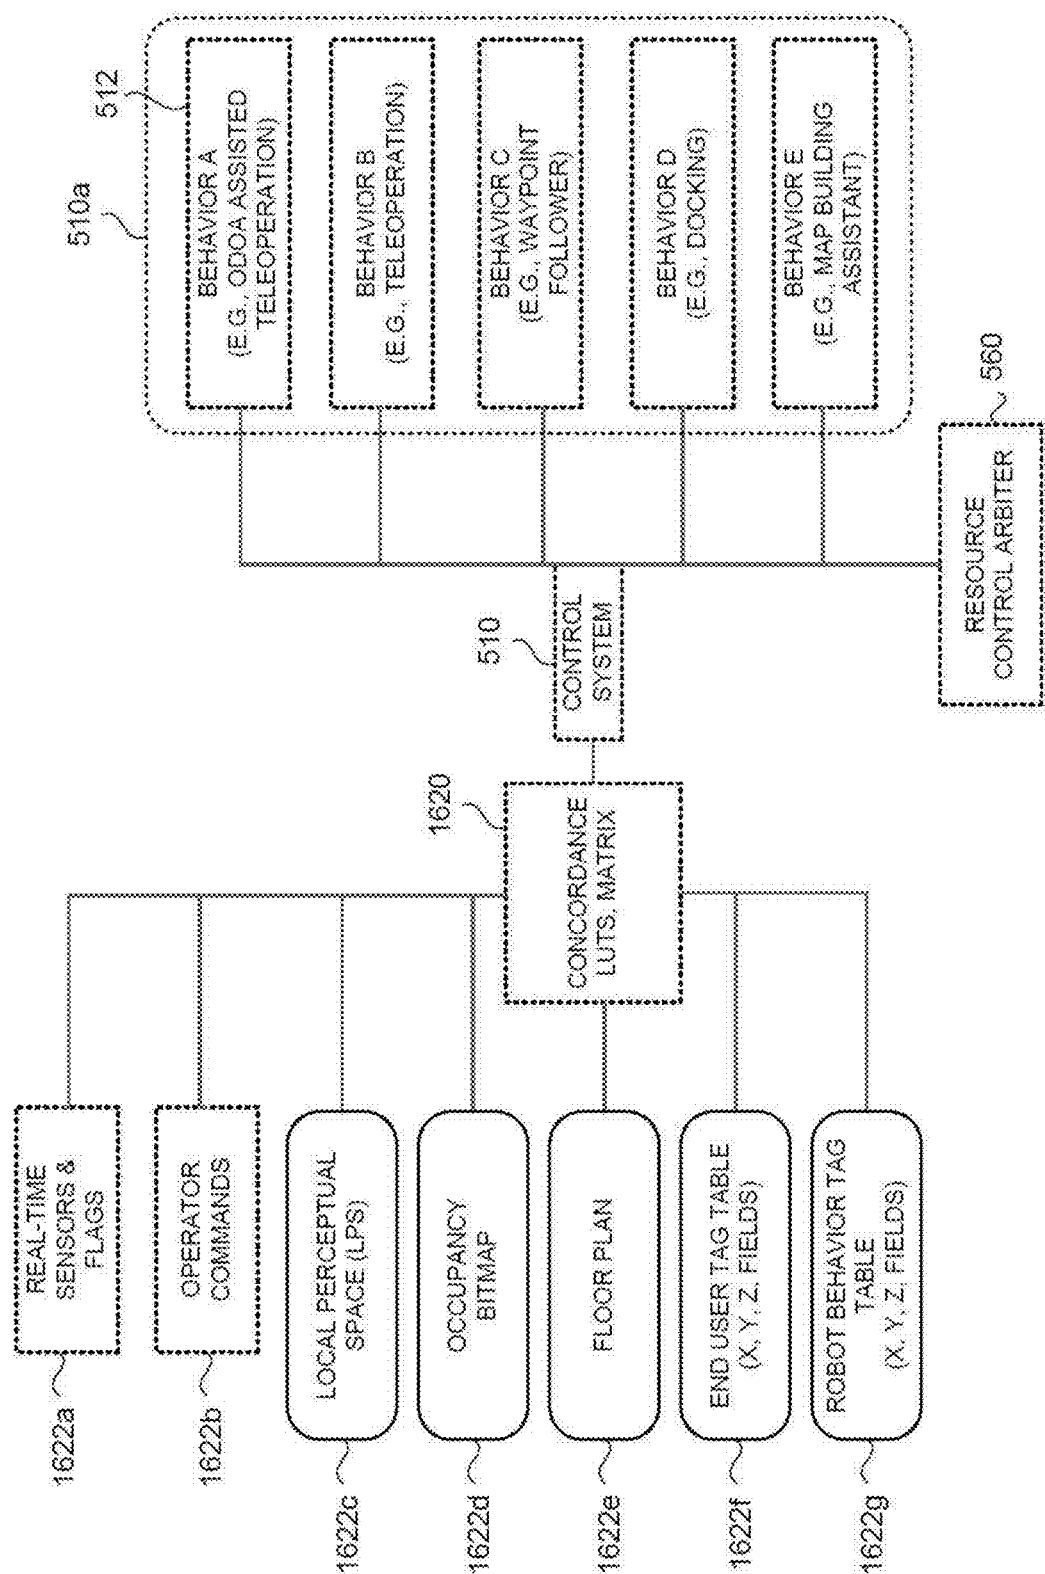 1622a
REAL-TIME
SENSORS &
FLAGS
1622b
OPERATOR
COMMANDS
1622c
LOCAL PERCEPTUAL
SPACE (LPS)
1622d
OCCUPANCY
BITMAP
1622e
FLOOR PLAN
1622f
END USER TAG TABLE
(X, Y, Z, FIELDS)
1622g
ROBOT BEHAVIOR TAG
TABLE
(X, Y, Z, FIELDS)
1620
CONCORDANCE
LUTS, MATRIX
510
CONTROL
SYSTEM
510a
512
BEHAVIOR A
(E.G., ODOA ASSISTED
TELEOPERATION)
BEHAVIOR B
(E.G., TELEOPERATION)
BEHAVIOR C
(E.G., WAYPOINT
FOLLOWER)
BEHAVIOR D
(E.G., DOCKING)
BEHAVIOR E
(E.G., MAP BUILDING
ASSISTANT)
560
RESOURCE
CONTROL ARBITER